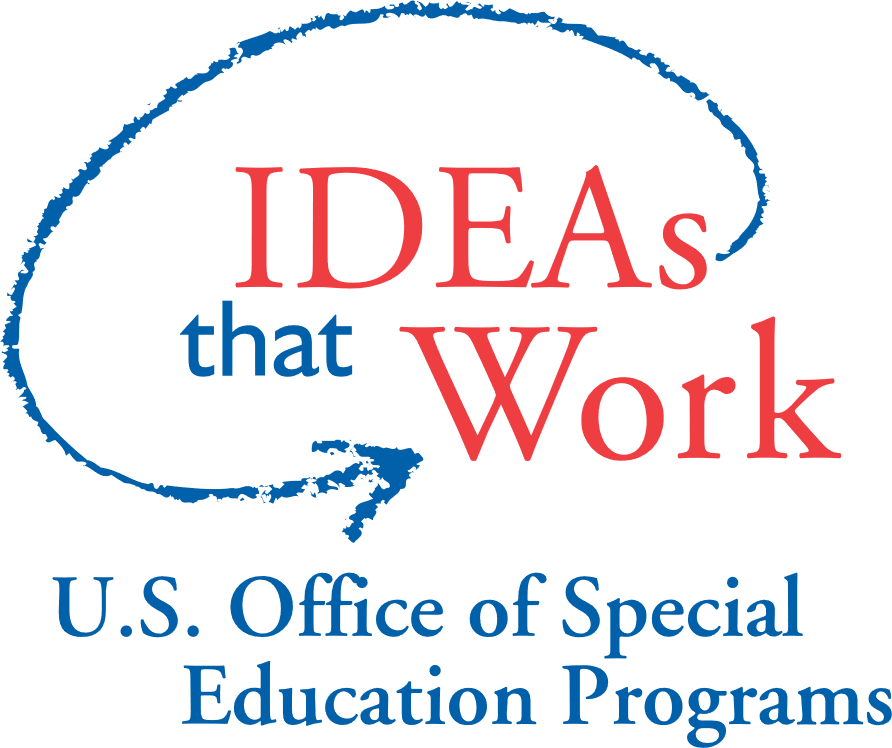 IDEAs
that Work
U.S. Office of Special
Education Programs